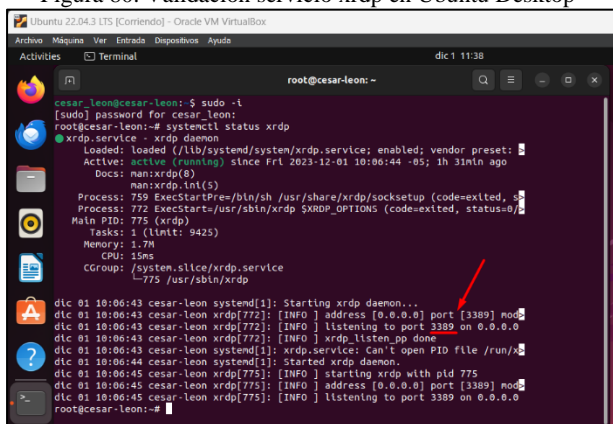 Figura 80. Validación servicio xrdp en Ubuntu Desktop
Ubuntu 22.04.3 LTS [Corriendo] - Oracle VM VirtualBox
Archivo Máquina Ver Entrada Dispositivos Ayuda
Activities Terminal dic 1 11:38
root@cesar-leon: ~
cesar_leon@cesar-leon:~$ sudo -i
[sudo] password for cesar_leon:
root@cesar-leon:~# systemctl status xrdp
● xrdp.service - xrdp daemon
Loaded: loaded (/lib/systemd/system/xrdp.service; enabled; vendor preset: >
Active: active (running) since Fri 2023-12-01 10:06:44 -05; 1h 31min ago
Docs: man:xrdp(8)
man:xrdp.ini(5)
Process: 759 ExecStartPre=/bin/sh /usr/share/xrdp/socksetup (code=exited, s>
Process: 772 ExecStart=/usr/sbin/xrdp $XRDP_OPTIONS (code=exited, status=0/>
Main PID: 775 (xrdp)
Tasks: 1 (limit: 9425)
Memory: 1.7M
CPU: 15ms
CGroup: /system.slice/xrdp.service
└─775 /usr/sbin/xrdp
dic 01 10:06:43 cesar-leon systemd[1]: Starting xrdp daemon...
dic 01 10:06:43 cesar-leon xrdp[772]: [INFO ] address [0.0.0.0] port [3389] mod>
dic 01 10:06:43 cesar-leon xrdp[772]: [INFO ] listening to port 3389 on 0.0.0.0
dic 01 10:06:43 cesar-leon xrdp[772]: [INFO ] xrdp_listen_pp done
dic 01 10:06:43 cesar-leon systemd[1]: xrdp.service: Can't open PID file /run/x>
dic 01 10:06:44 cesar-leon systemd[1]: Started xrdp daemon.
dic 01 10:06:45 cesar-leon xrdp[775]: [INFO ] starting xrdp with pid 775
dic 01 10:06:45 cesar-leon xrdp[775]: [INFO ] address [0.0.0.0] port [3389] mod>
dic 01 10:06:45 cesar-leon xrdp[775]: [INFO ] listening to port 3389 on 0.0.0.0
root@cesar-leon:~#